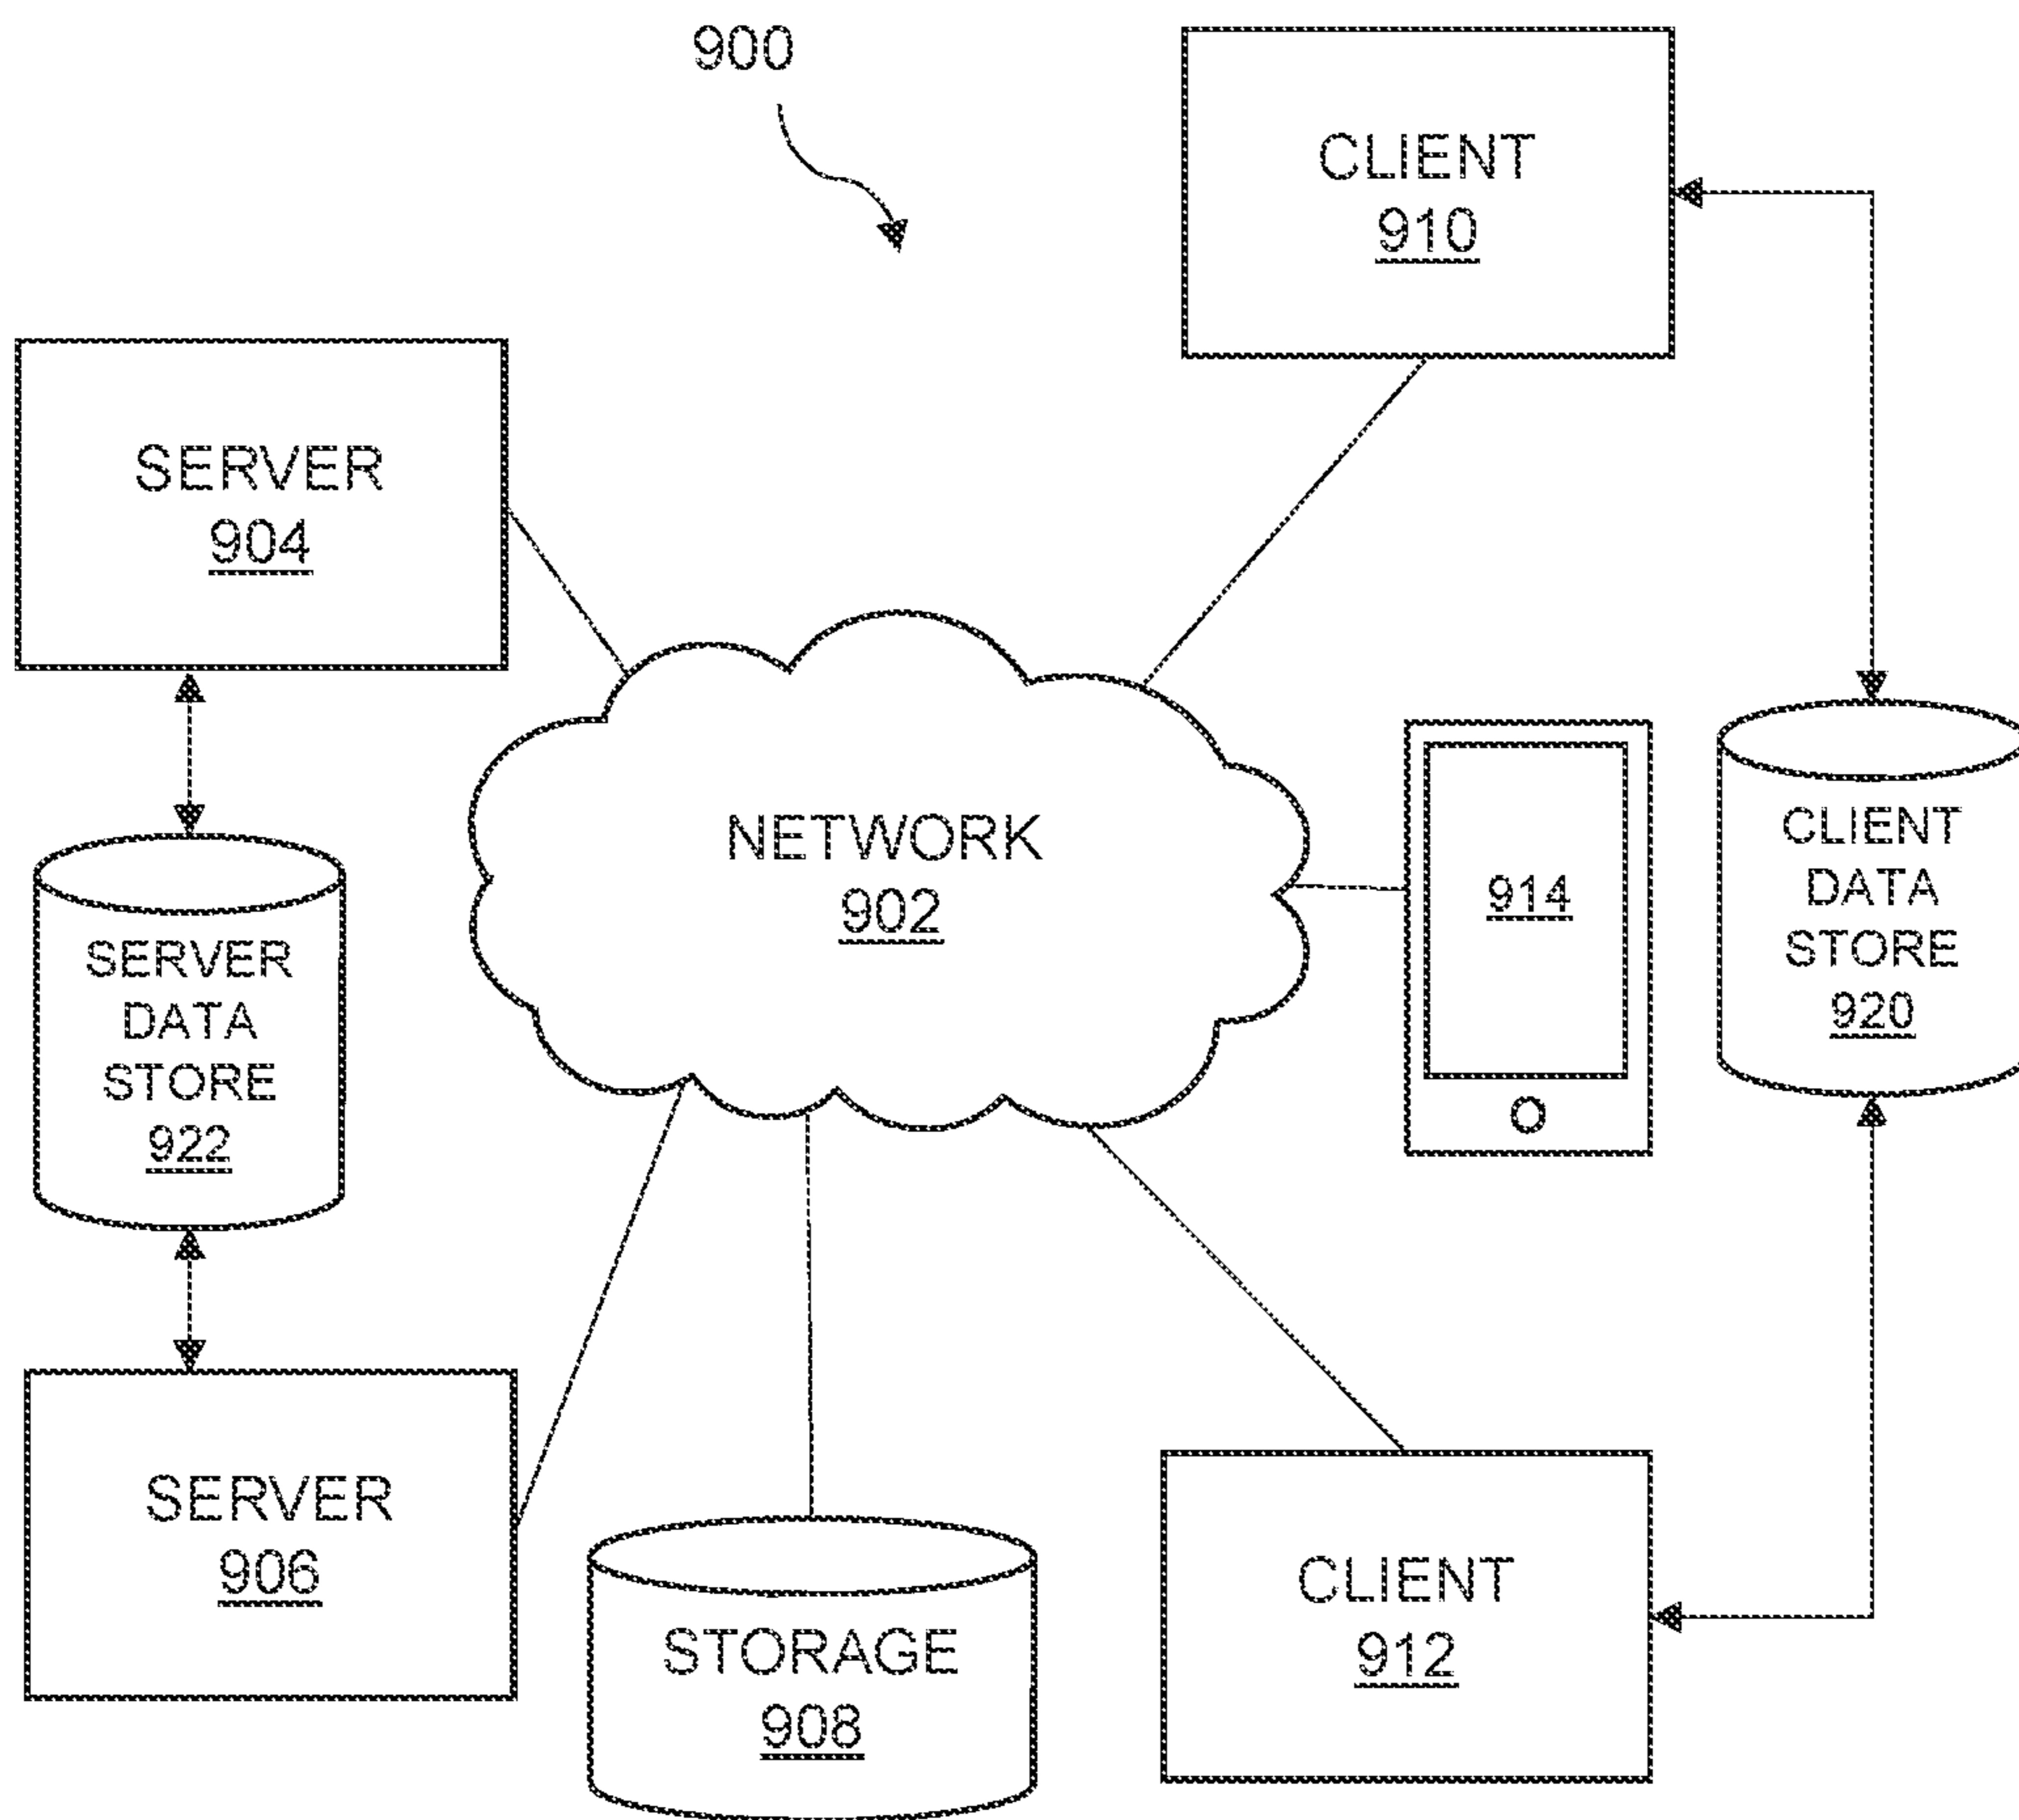 900
CLIENT
910
SERVER
904
NETWORK
902
914
CLIENT
DATA
STORE
920
SERVER
DATA
STORE
922
SERVER
906
STORAGE
908
CLIENT
912